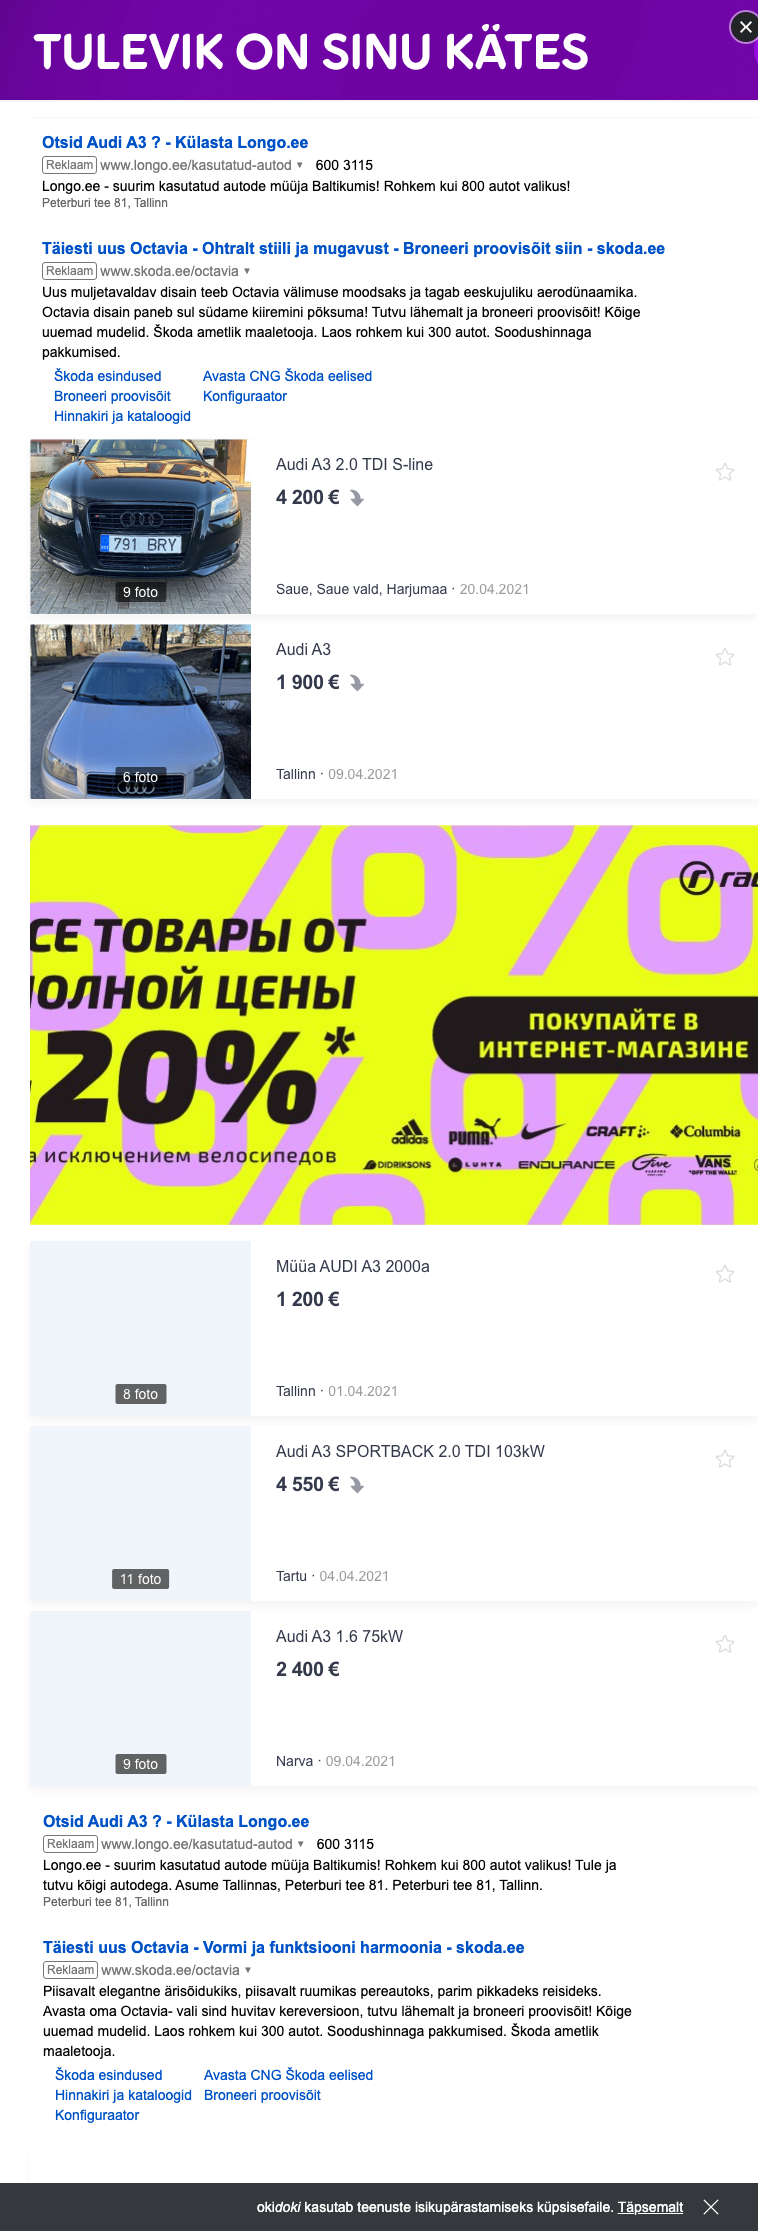 TULEVIK ON SINU KÄTES
Otsid Audi A3 ? - Külasta Longo.ee
Reklaam www.longo.ee/kasutatud-autod ▼ 600 3115
Longo.ee - suurim kasutatud autode müüja Baltikumis! Rohkem kui 800 autot valikus!
Peterburi tee 81, Tallinn
Täiesti uus Octavia - Ohtralt stiili ja mugavust - Broneeri proovisõit siin - skoda.ee
Reklaam www.skoda.ee/octavia ▼
Uus muljetavaldav disain teeb Octavia välimuse moodsaks ja tagab eeskujuliku aerodünaamika.
Octavia disain paneb sul südame kiiremini põksuma! Tutvu lähemalt ja broneeri proovisõit! Kõige
uuemad mudelid. Škoda ametlik maaletooja. Laos rohkem kui 300 autot. Soodushinnaga
pakkumised.
Škoda esindused Avasta CNG Škoda eelised
Broneeri proovisõit Konfiguraator
Hinnakiri ja kataloogid
Audi A3 2.0 TDI S-line
4 200 €
791 BRY
9 foto
Saue, Saue vald, Harjumaa · 20.04.2021
Audi A3
1 900 €
6 foto
Tallinn · 09.04.2021
СЕ ТОВАРЫ ОТ
ОЛНОЙ ЦЕНЫ
-20%*
а исключением велосипедов
ПОКУПАЙТЕ В
ИНТЕРНЕТ-МАГАЗИНЕ
adidas PUMA CRAFT Columbia
DIDRIKSONS LUHTA ENDURANCE Five VANS
"OFF THE WALL"
Müüa AUDI A3 2000a
1 200 €
8 foto
Tallinn · 01.04.2021
Audi A3 SPORTBACK 2.0 TDI 103kW
4 550 €
11 foto
Tartu · 04.04.2021
Audi A3 1.6 75kW
2 400 €
9 foto
Narva · 09.04.2021
Otsid Audi A3 ? - Külasta Longo.ee
Reklaam www.longo.ee/kasutatud-autod ▼ 600 3115
Longo.ee - suurim kasutatud autode müüja Baltikumis! Rohkem kui 800 autot valikus! Tule ja
tutvu kõigi autodega. Asume Tallinnas, Peterburi tee 81. Peterburi tee 81, Tallinn.
Peterburi tee 81, Tallinn
Täiesti uus Octavia - Vormi ja funktsiooni harmoonia - skoda.ee
Reklaam www.skoda.ee/octavia ▼
Piisavalt elegantne ärisõidukiks, piisavalt ruumikas pereautoks, parim pikkadeks reisideks.
Avasta oma Octavia- vali sind huvitav kereversioon, tutvu lähemalt ja broneeri proovisõit! Kõige
uuemad mudelid. Laos rohkem kui 300 autot. Soodushinnaga pakkumised. Škoda ametlik
maaletooja.
Škoda esindused Avasta CNG Škoda eelised
Hinnakiri ja kataloogid Broneeri proovisõit
Konfiguraator
okidoki kasutab teenuste isikupärastamiseks küpsisefaile. Täpsemalt